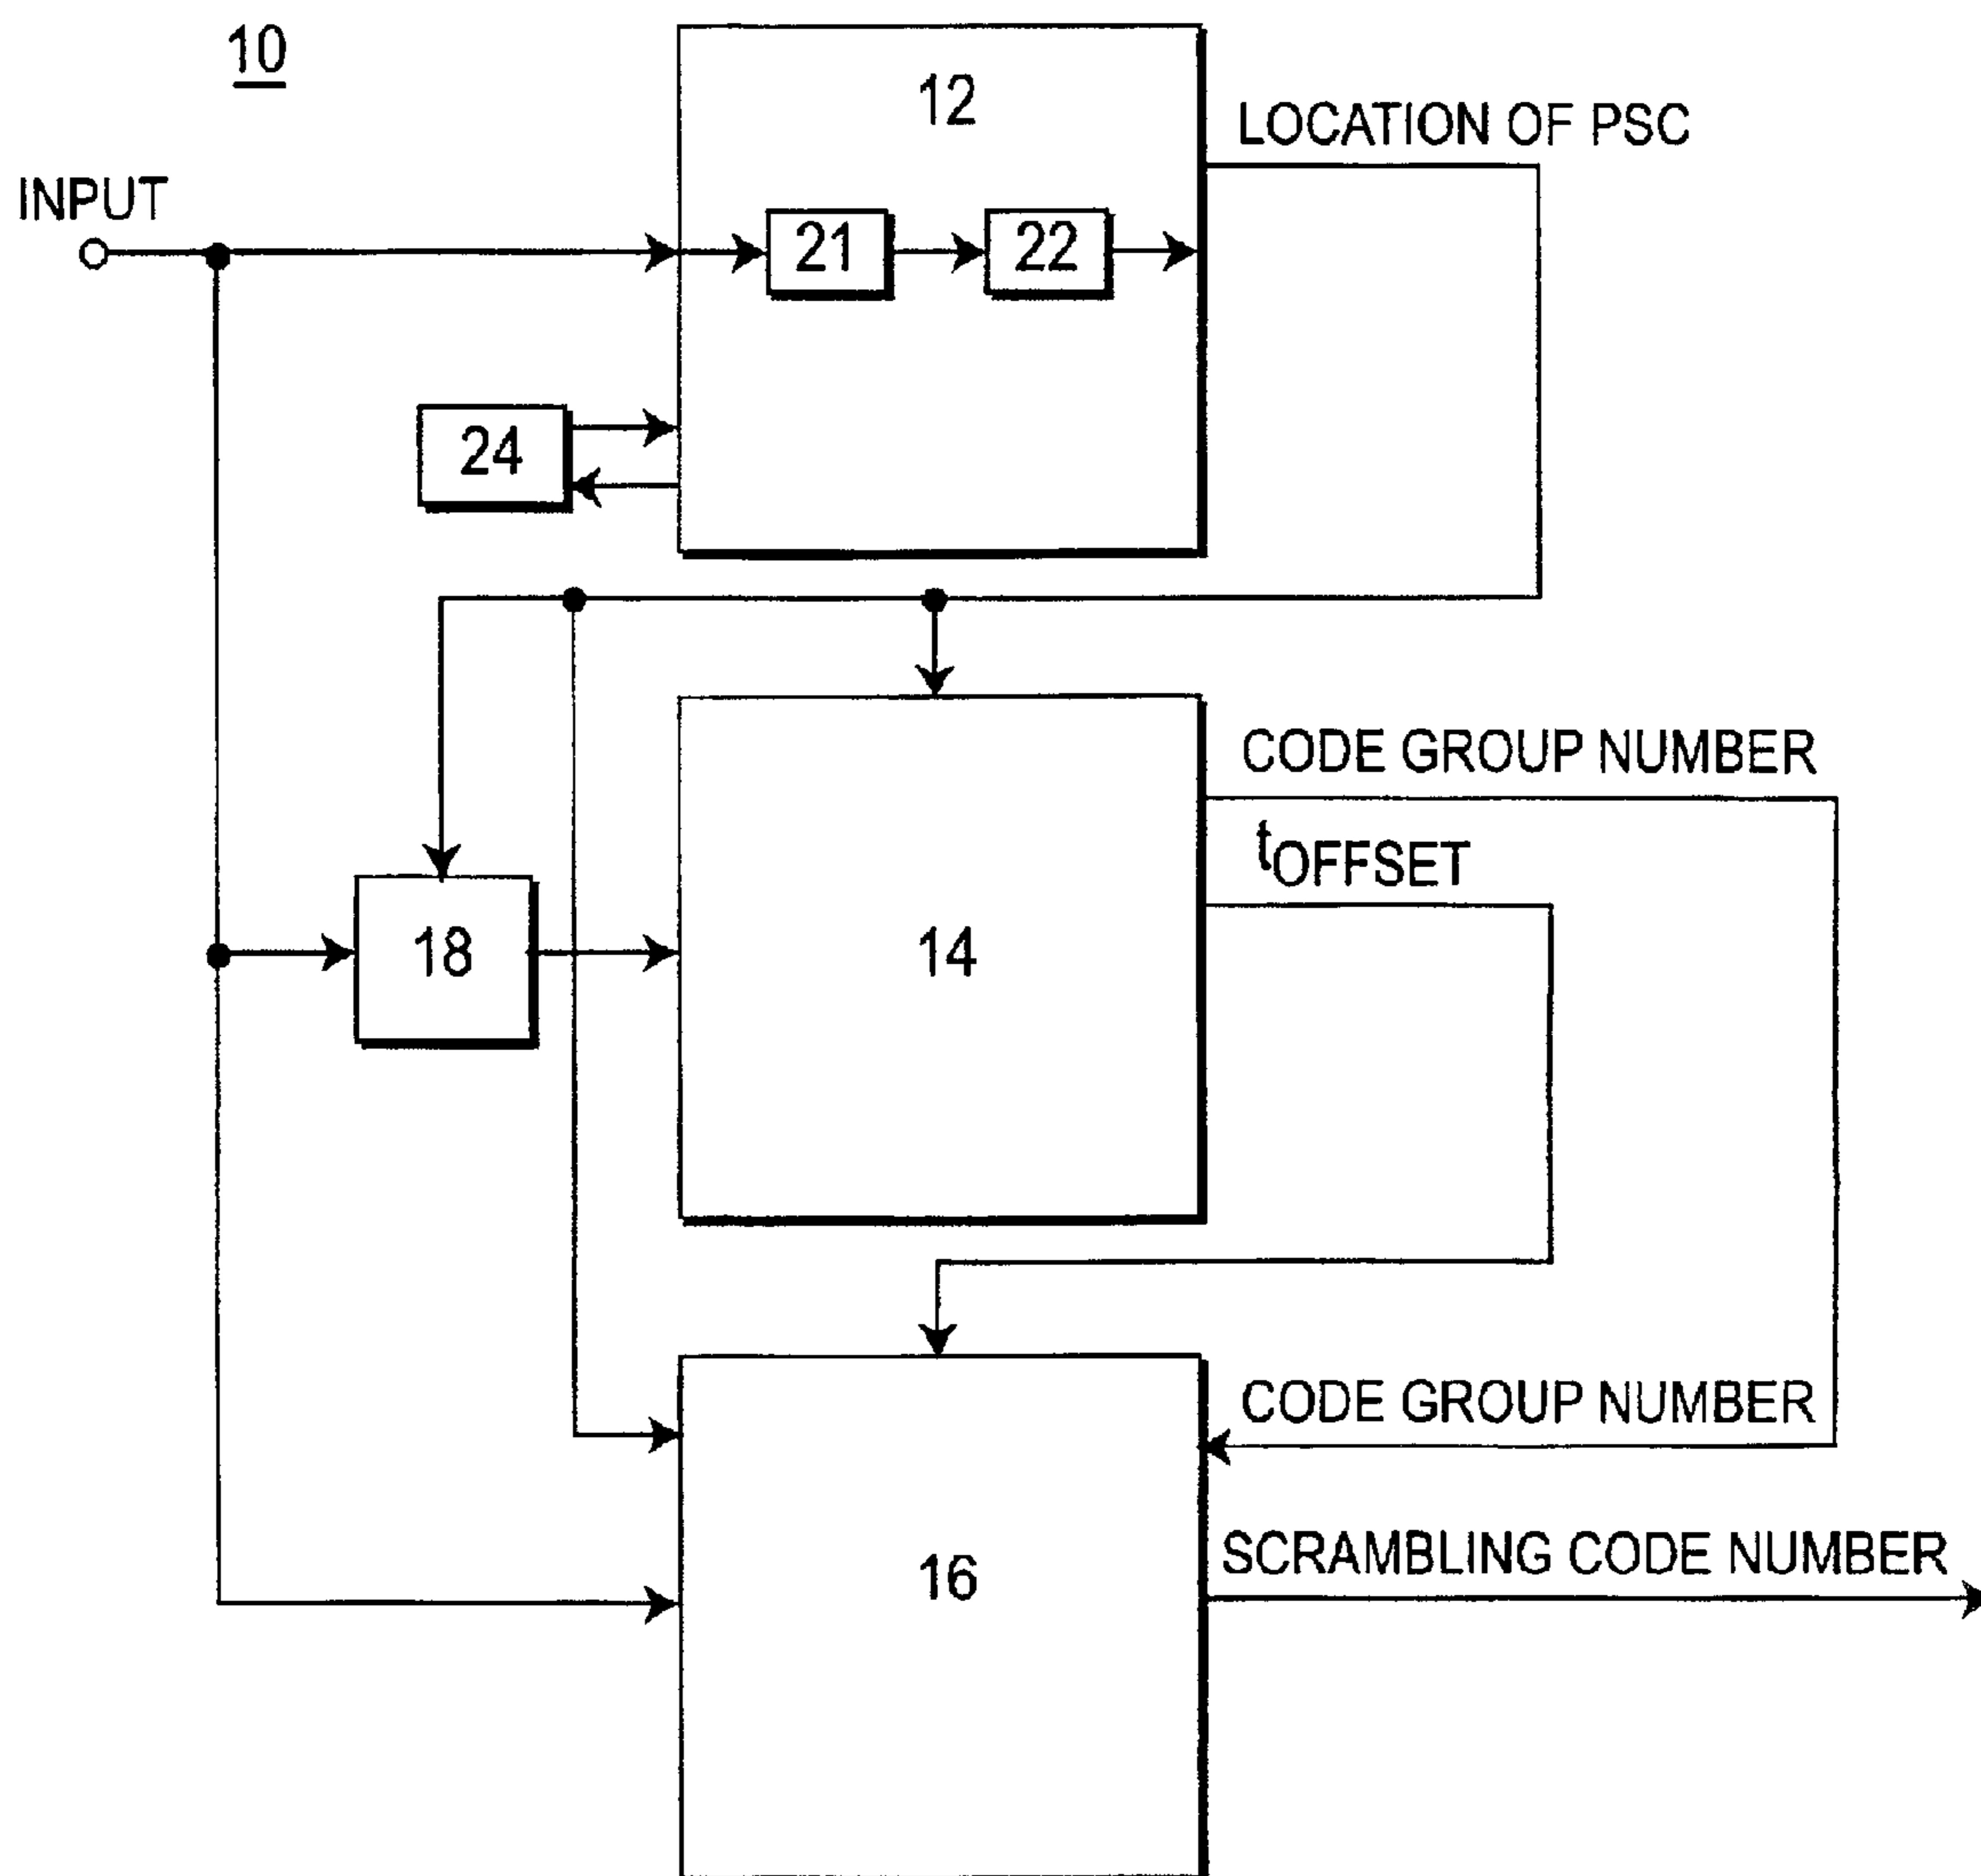 10
12
LOCATION OF PSC
INPUT
21
22
24
CODE GROUP NUMBER
tOFFSET
18
14
CODE GROUP NUMBER
SCRAMBLING CODE NUMBER
16